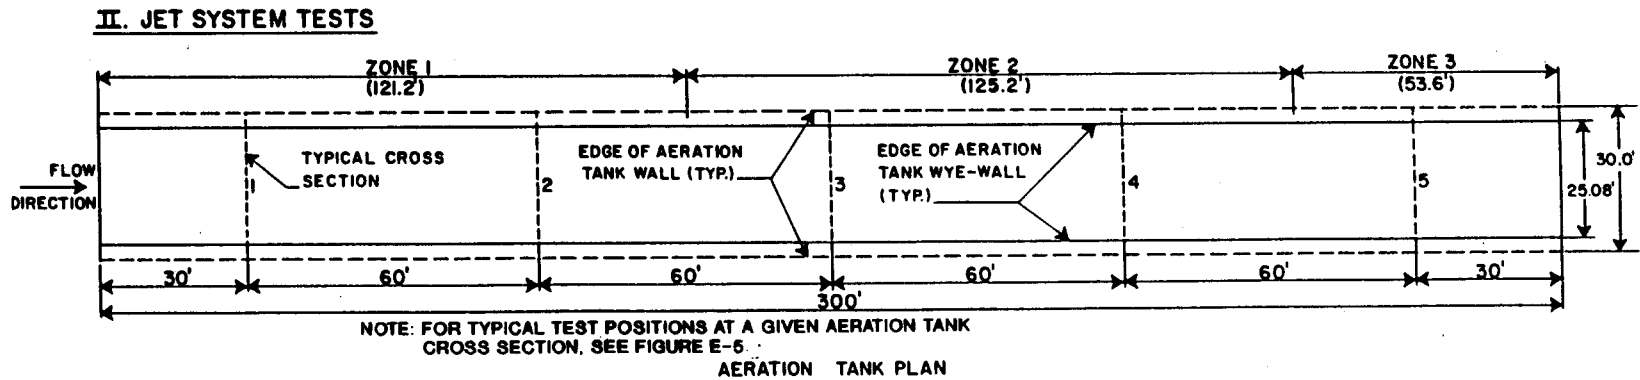 II. JET SYSTEM TESTS
ZONE 1
(121.2')
ZONE 2
(125.2')
ZONE 3
(53.6')
FLOW
DIRECTION
TYPICAL CROSS
SECTION
EDGE OF AERATION
TANK WALL (TYP.)
EDGE OF AERATION
TANK WYE-WALL
(TYP.)
1
2
3
4
5
25.08'
30.0'
30'
60'
60'
60'
60'
30'
300'
NOTE: FOR TYPICAL TEST POSITIONS AT A GIVEN AERATION TANK
CROSS SECTION, SEE FIGURE E-5
AERATION TANK PLAN